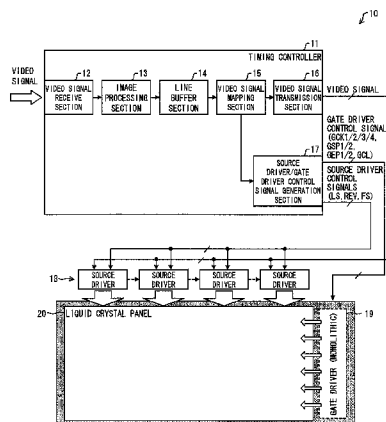 10
11
TIMING CONTROLLER
VIDEO
SIGNAL
12
VIDEO SIGNAL
RECEIVE
SECTION
13
IMAGE
PROCESSING
SECTION
14
LINE
BUFFER
SECTION
15
VIDEO SIGNAL
MAPPING
SECTION
16
VIDEO SIGNAL
TRANSMISSION
SECTION
VIDEO SIGNAL
GATE DRIVER
CONTROL SIGNAL
(GCK1/2/3/4,
GSP1/2,
GEP1/2, GCL)
17
SOURCE
DRIVER/GATE
DRIVER CONTROL
SIGNAL GENERATION
SECTION
SOURCE DRIVER
CONTROL
SIGNALS
(LS, REV, FS)
18
SOURCE
DRIVER
SOURCE
DRIVER
SOURCE
DRIVER
SOURCE
DRIVER
20
LIQUID CRYSTAL PANEL
GATE DRIVER (MONOLITHIC)
19